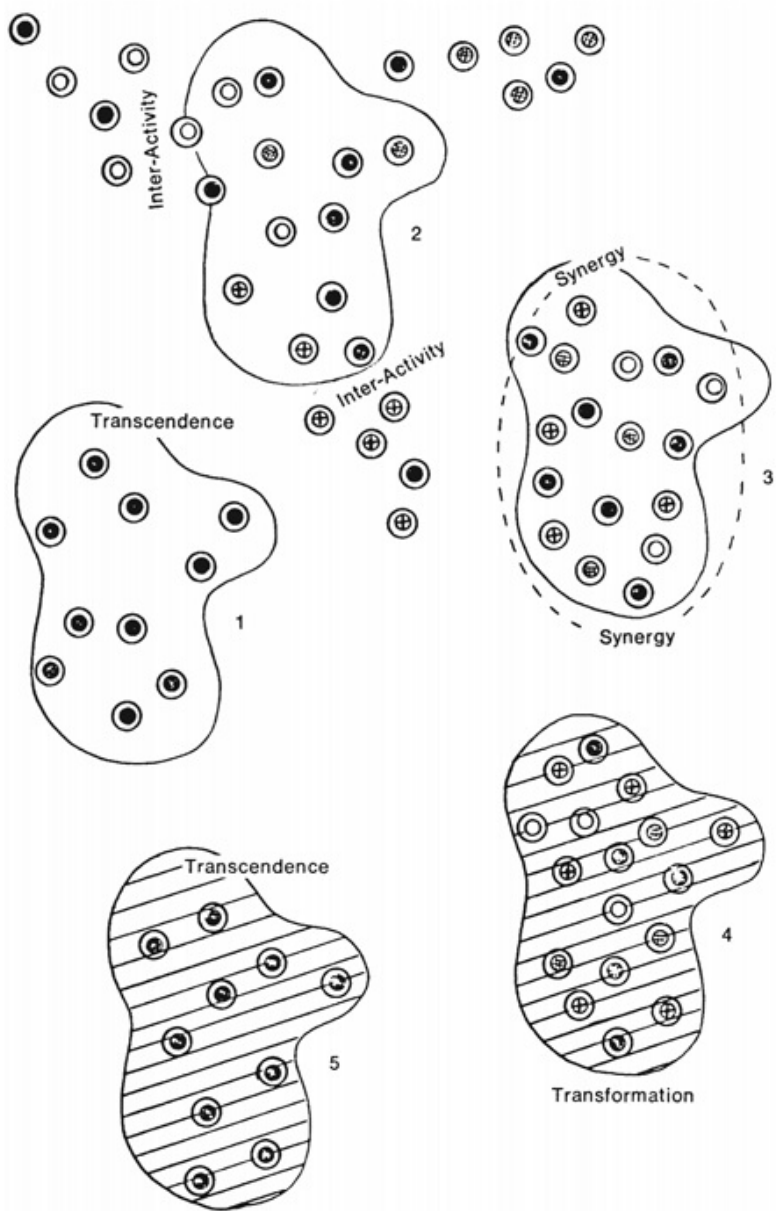 Inter-Activity
2
Synergy
Inter-Activity
Transcendence
3
1
Synergy
Transcendence
4
5
Transformation